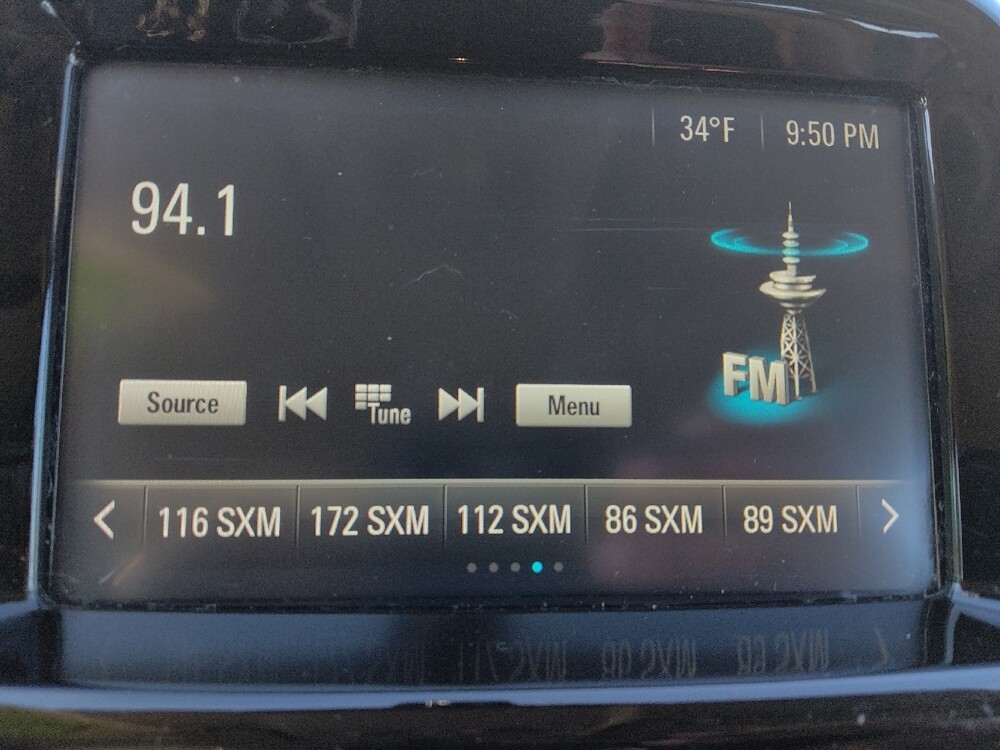 34°F 9:50 PM
94.1
FM
Source Tune Menu
116 SXM 172 SXM 112 SXM 86 SXM 89 SXM